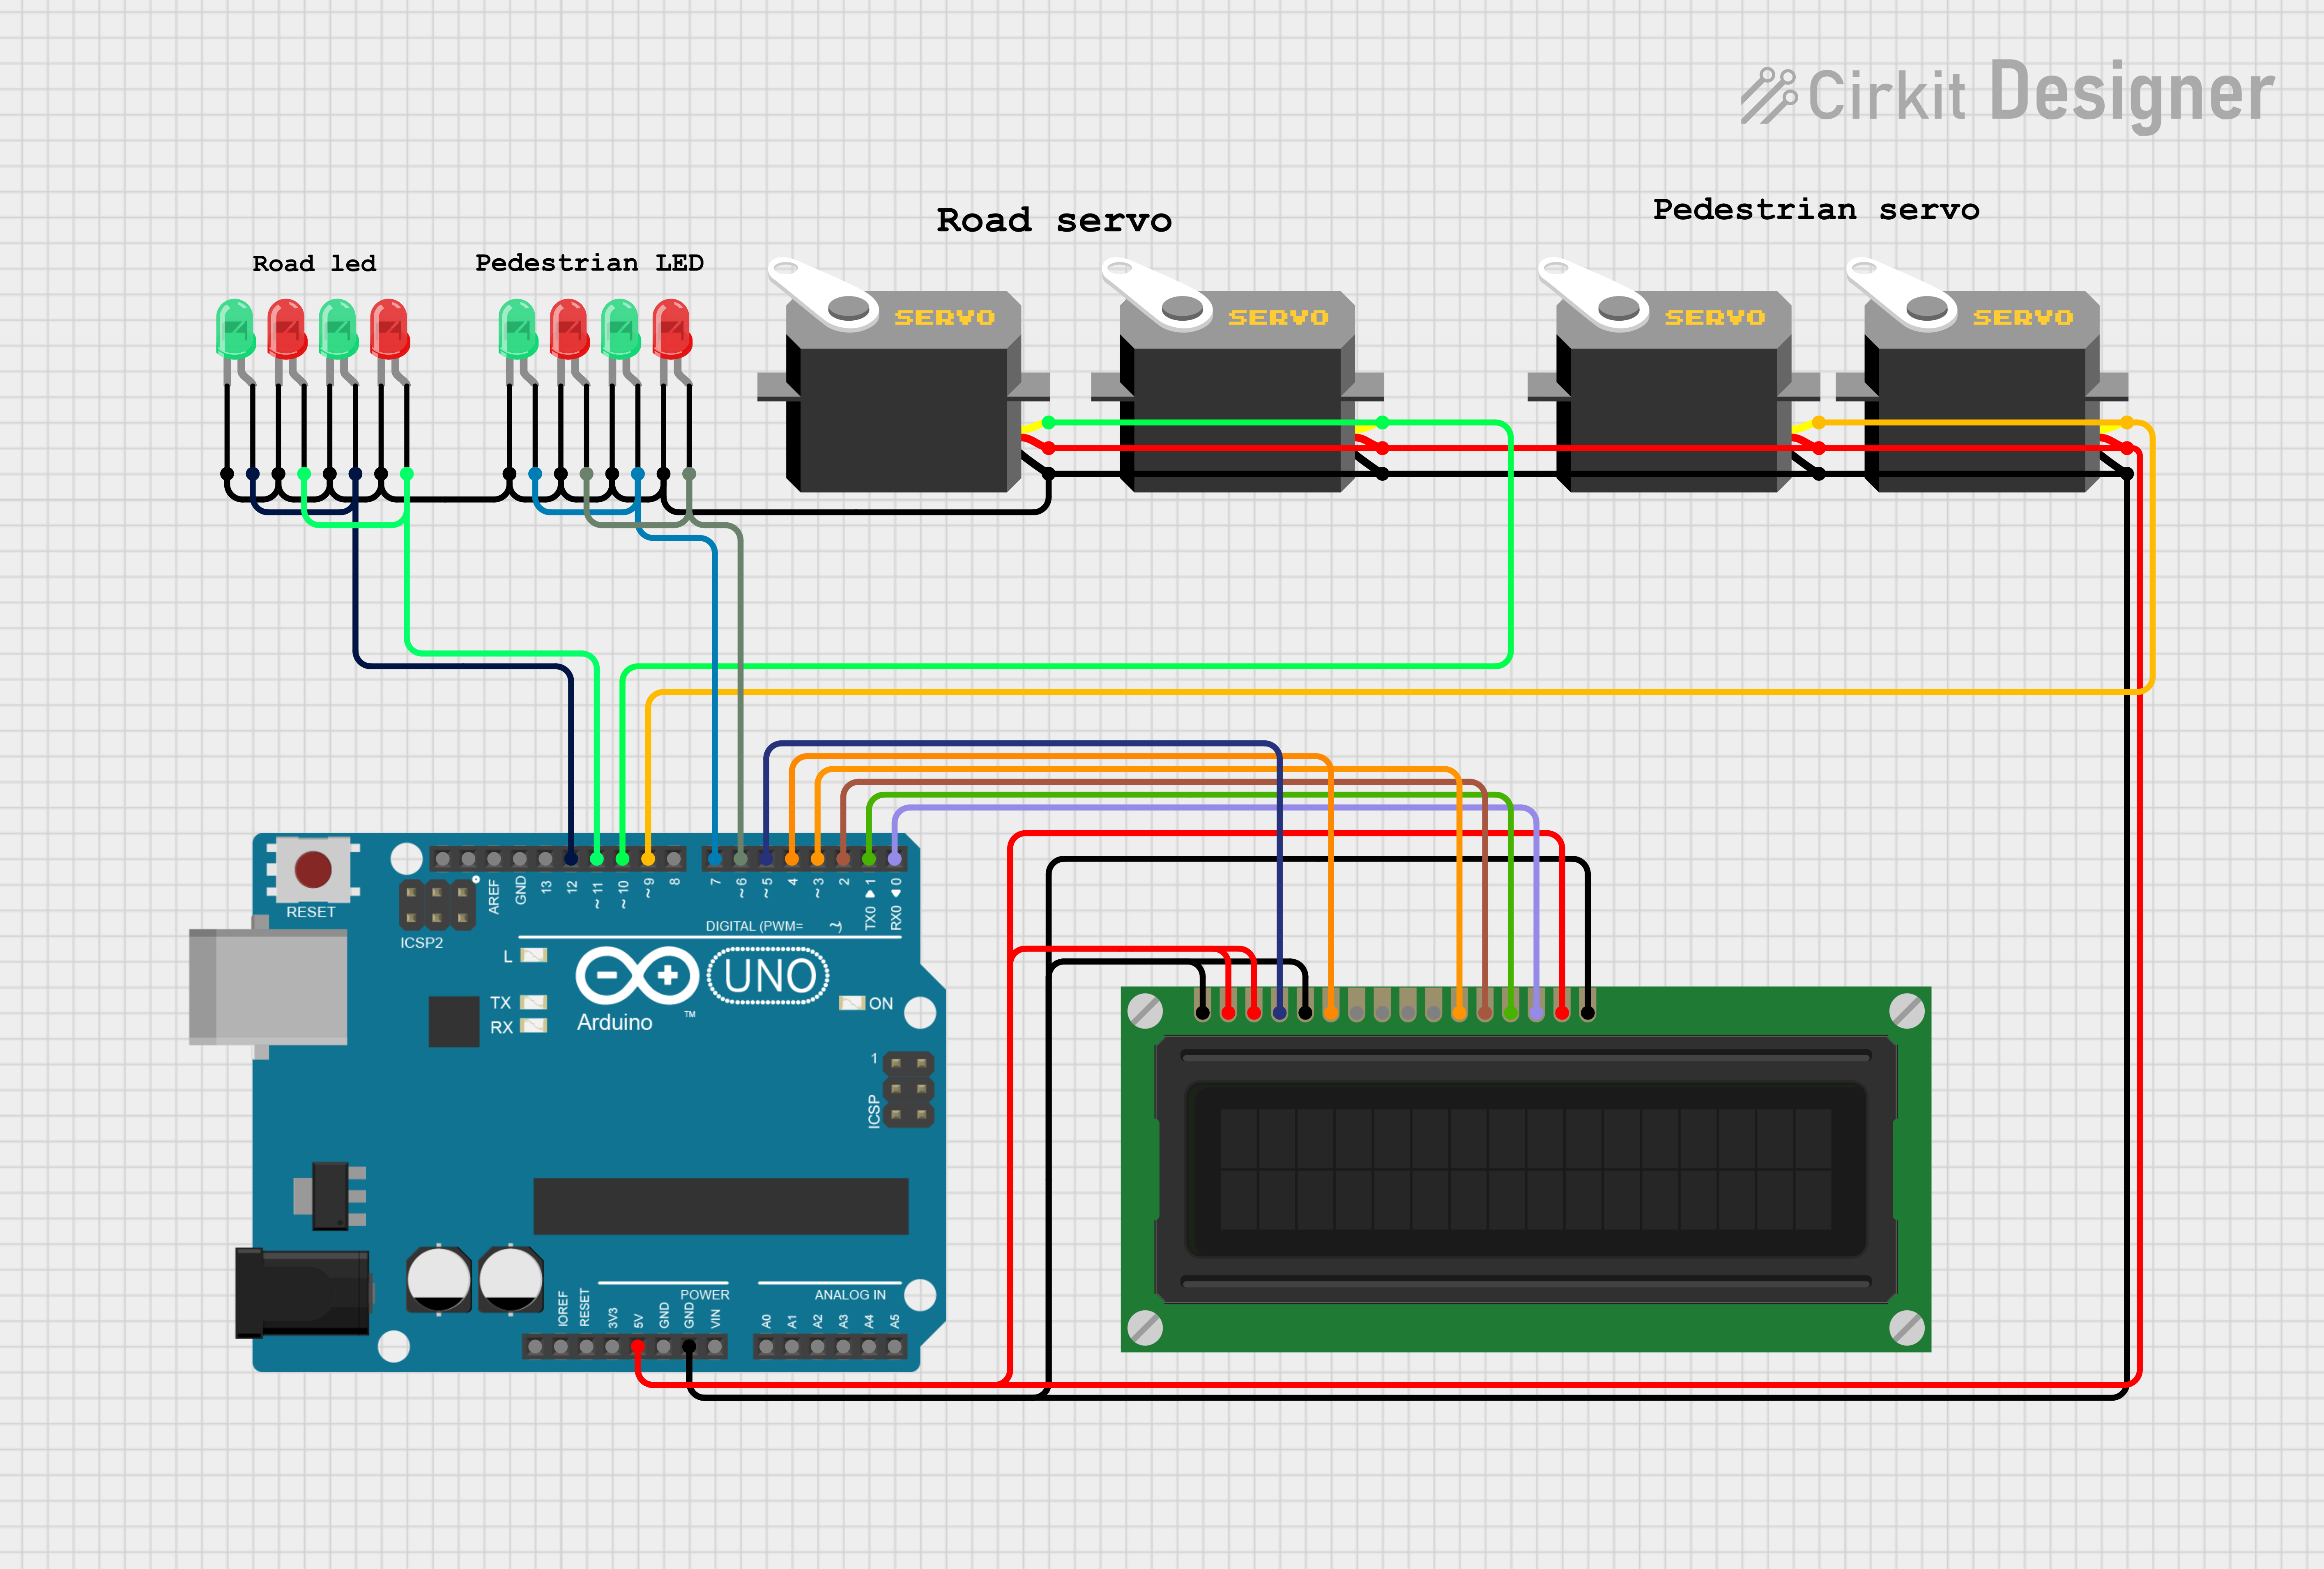 Cirkit Designer
Pedestrian servo
Road servo
Road led
Pedestrian LED
SERVO
SERVO
SERVO
SERVO
RESET
ICSP2
AREF
GND
13
12
~11
~10
~9
8
7
~6
~5
4
~3
2
TX0 ▶ 1
RX0 ◀ 0
DIGITAL (PWM= ~)
L
TX
RX
Arduino
™
UNO
ON
1
ICSP
IOREF
RESET
3V3
5V
GND
GND
VIN
POWER
ANALOG IN
A0
A1
A2
A3
A4
A5